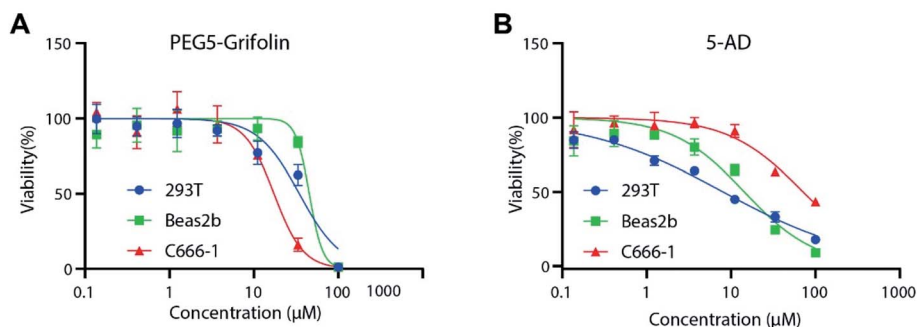 A
PEG5-Grifolin
150
100
50
0
Viability(%)
293T
Beas2b
C666-1
0.1
1
10
100
1000
Concentration (µM)
B
5-AD
150
100
50
0
Viability(%)
293T
Beas2b
C666-1
0.1
1
10
100
1000
Concentration (µM)